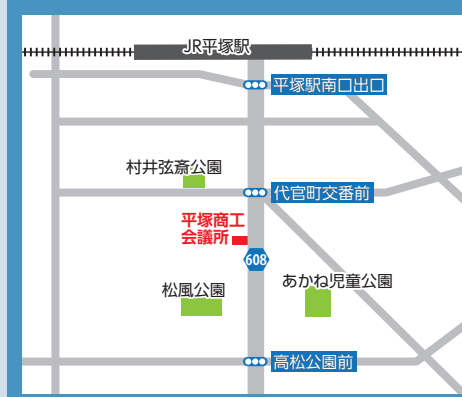 JR平塚駅
平塚駅南口出口
村井弦斎公園
代官町交番前
平塚商工
会議所
608
松風公園
あかね児童公園
高松公園前